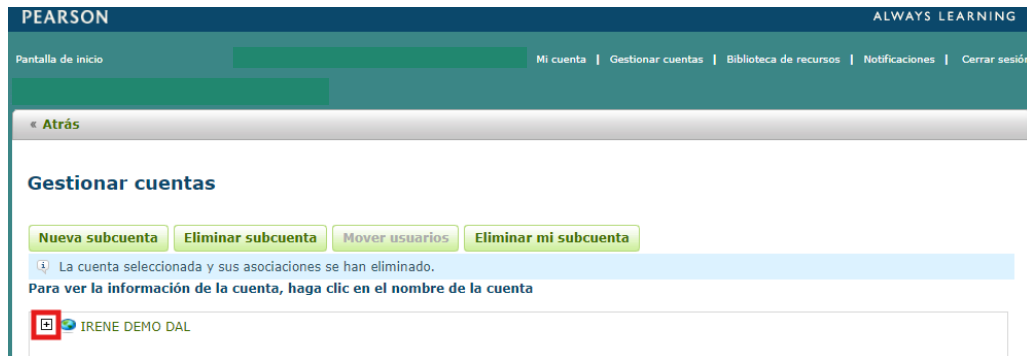 PEARSON ALWAYS LEARNING
Pantalla de inicio Mi cuenta | Gestionar cuentas | Biblioteca de recursos | Notificaciones | Cerrar sesión
« Atrás
Gestionar cuentas
Nueva subcuenta Eliminar subcuenta Mover usuarios Eliminar mi subcuenta
La cuenta seleccionada y sus asociaciones se han eliminado.
Para ver la información de la cuenta, haga clic en el nombre de la cuenta
IRENE DEMO DAL